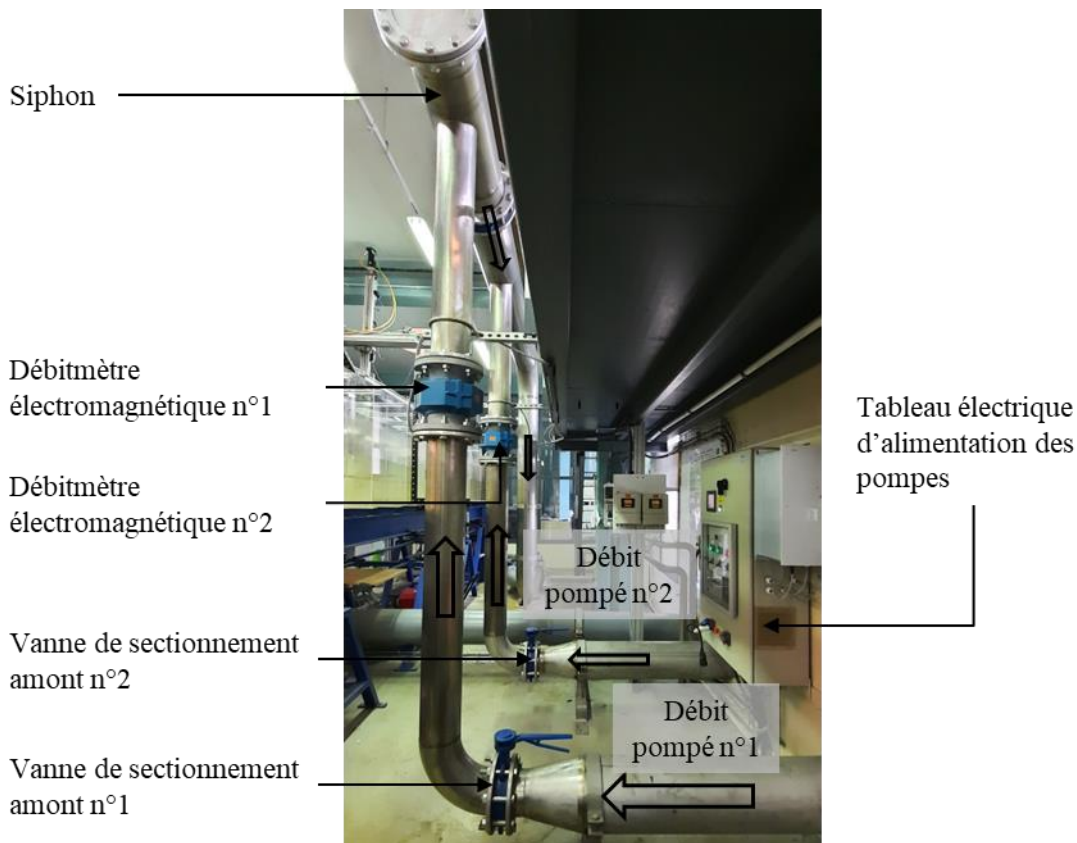 Siphon
Débitmètre
électromagnétique n°1
Débitmètre
électromagnétique n°2
Vanne de sectionnement
amont n°2
Vanne de sectionnement
amont n°1
Débit
pompé n°2
Débit
pompé n°1
Tableau électrique
d’alimentation des
pompes